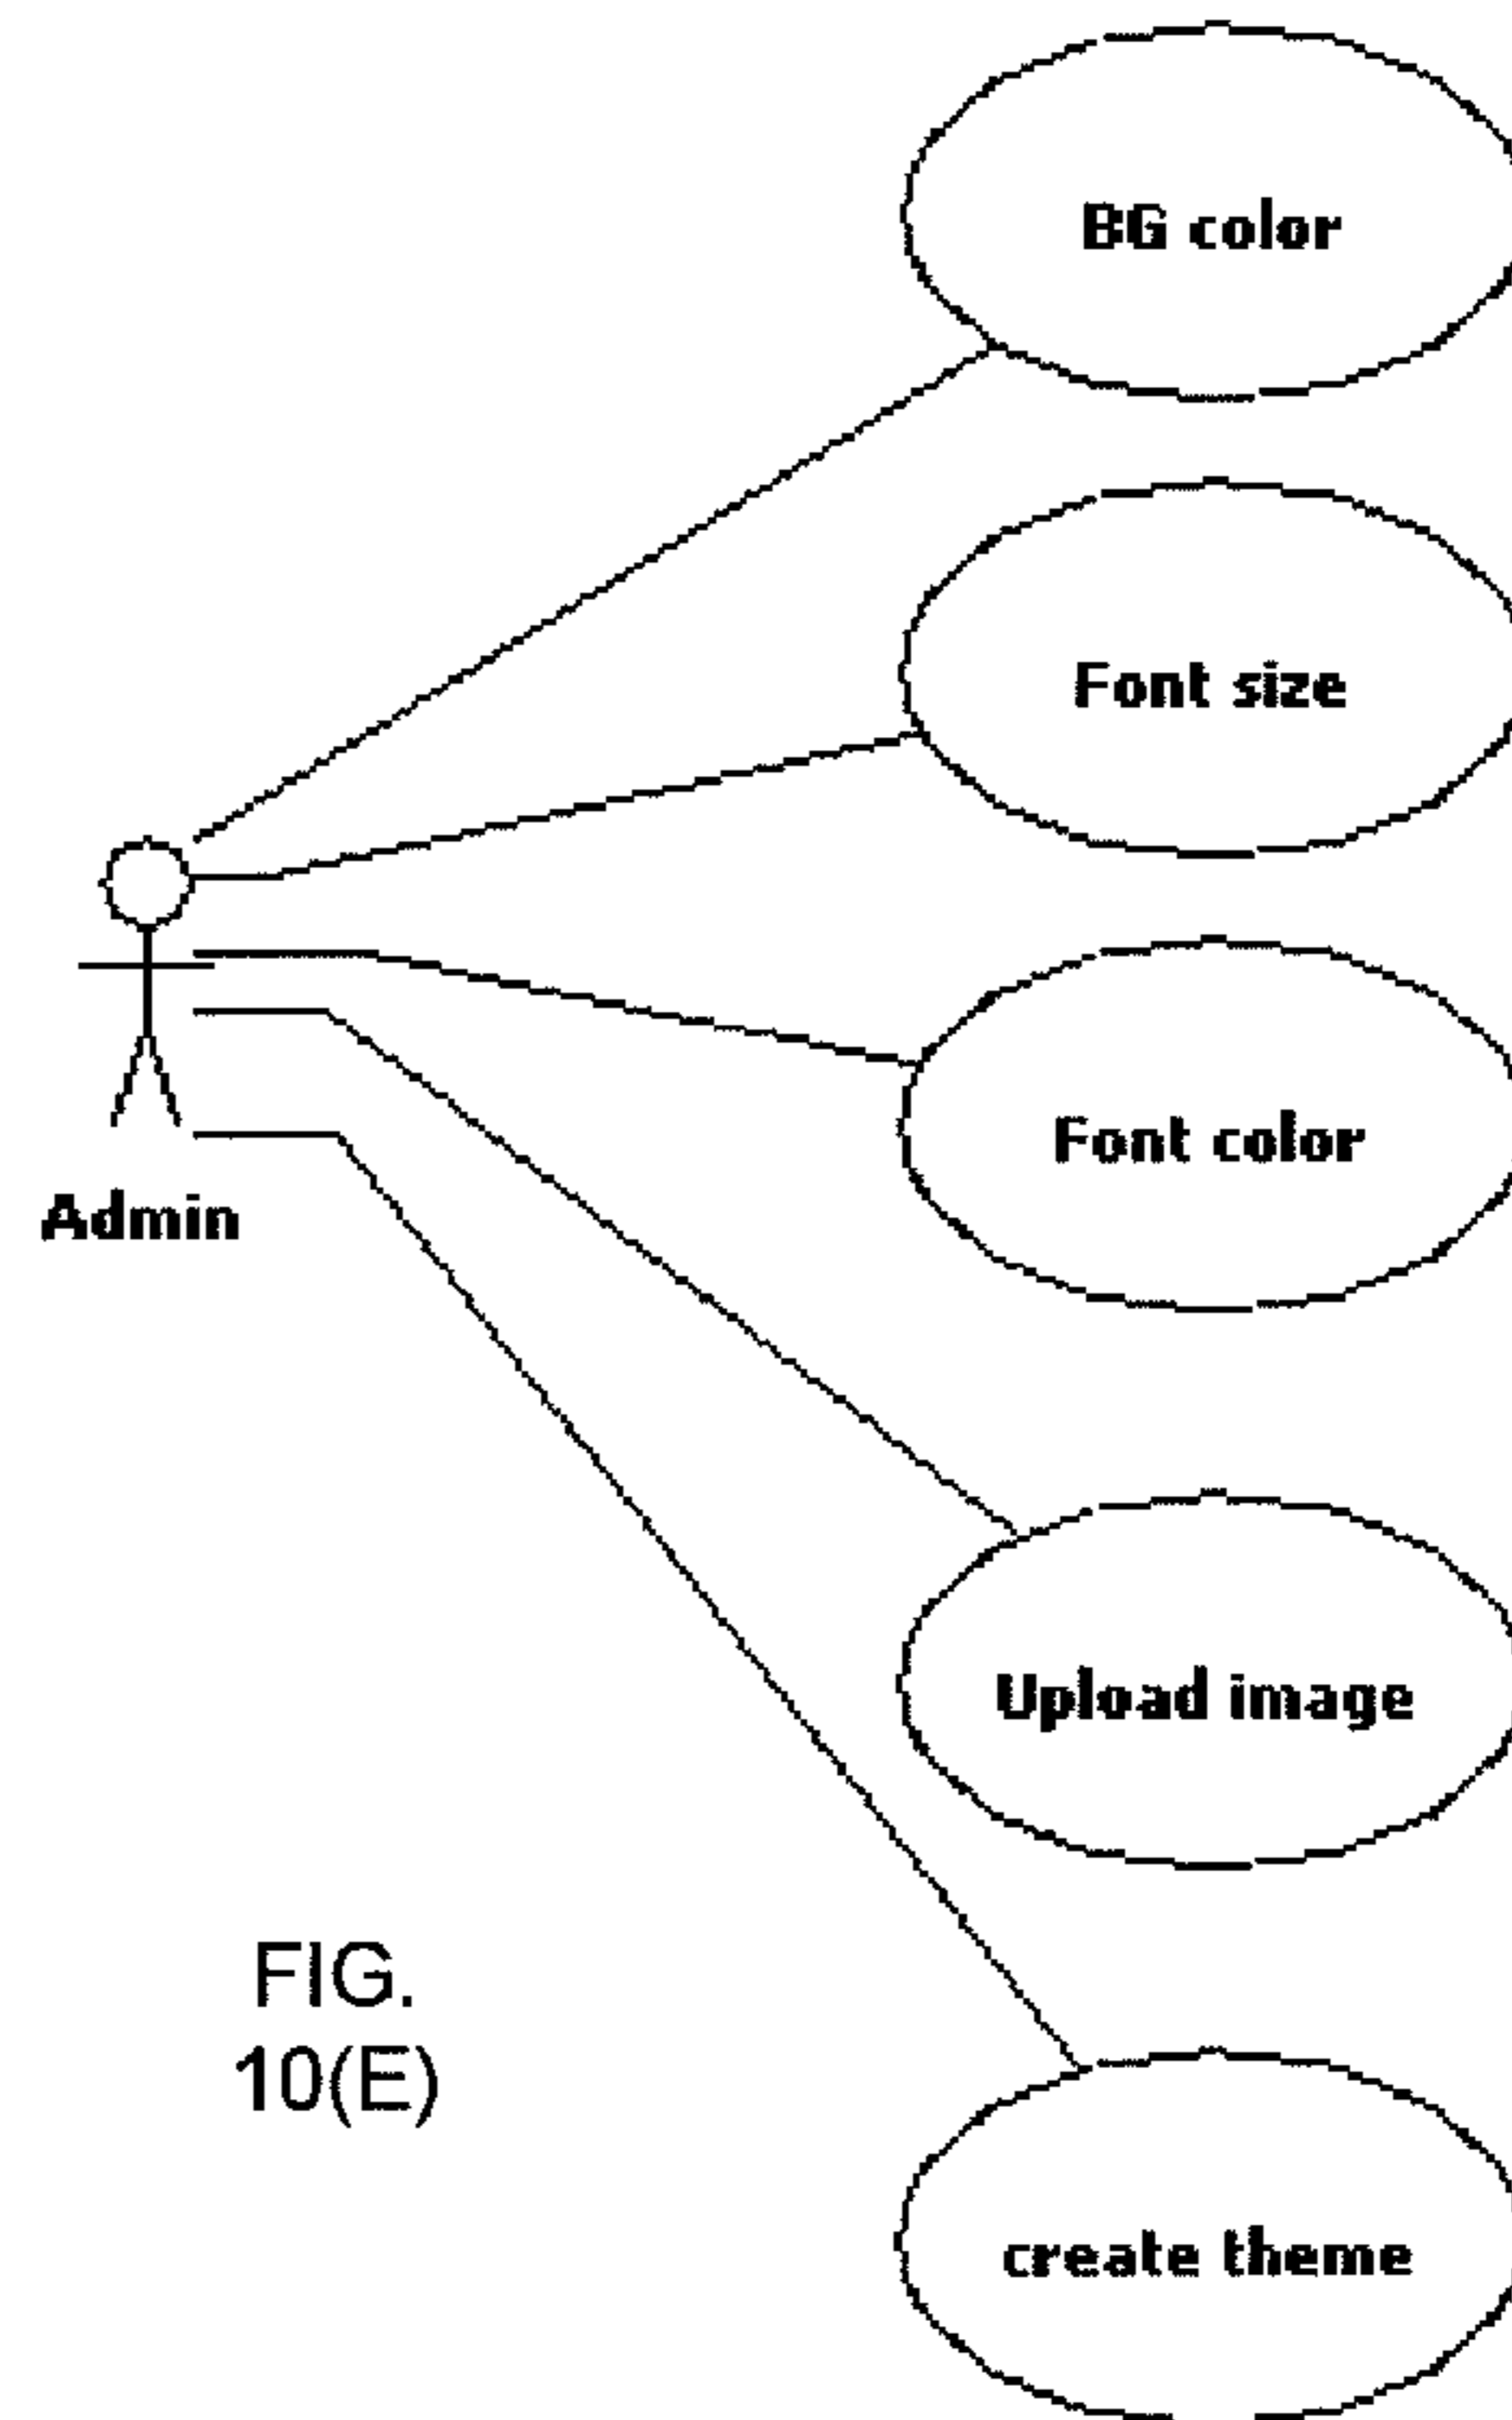 BG color
Font size
Font color
Admin
Upload image
FIG.
10(E)
create theme